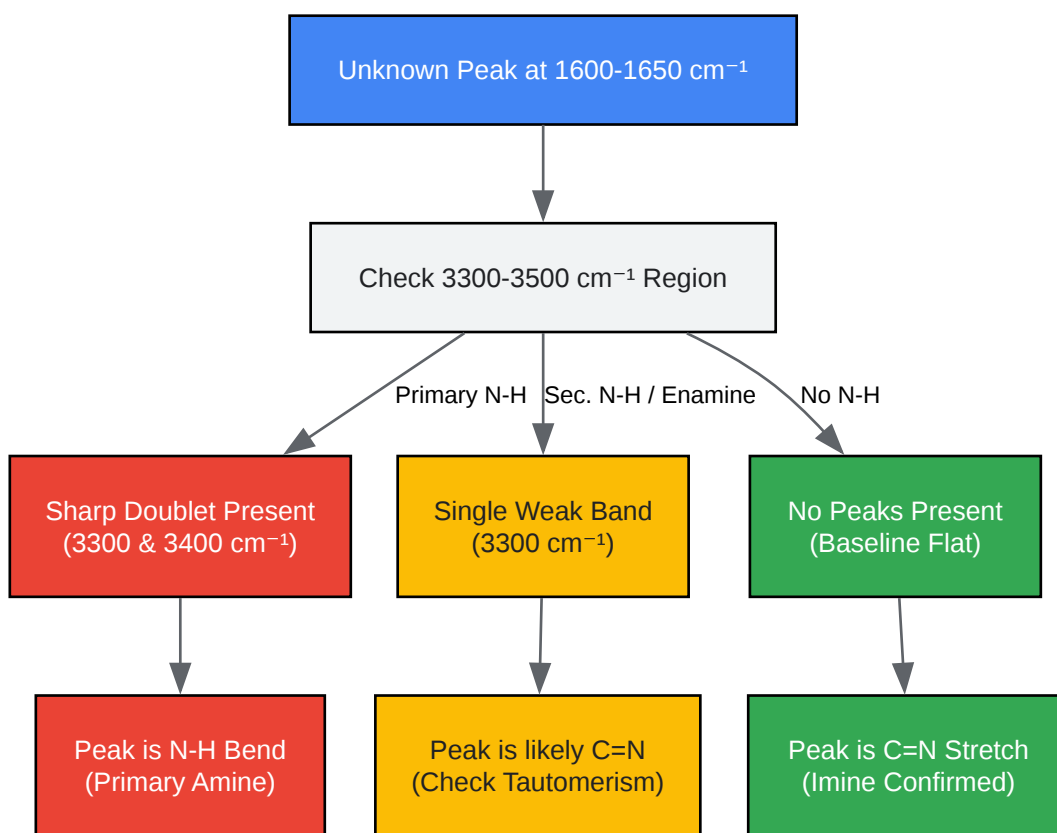 Unknown Peak at 1600-1650 cm⁻¹
Check 3300-3500 cm⁻¹ Region
Primary N-H
Sec. N-H / Enamine
No N-H
Sharp Doublet Present
(3300 & 3400 cm⁻¹)
Single Weak Band
(3300 cm⁻¹)
No Peaks Present
(Baseline Flat)
Peak is N-H Bend
(Primary Amine)
Peak is likely C=N
(Check Tautomerism)
Peak is C=N Stretch
(Imine Confirmed)